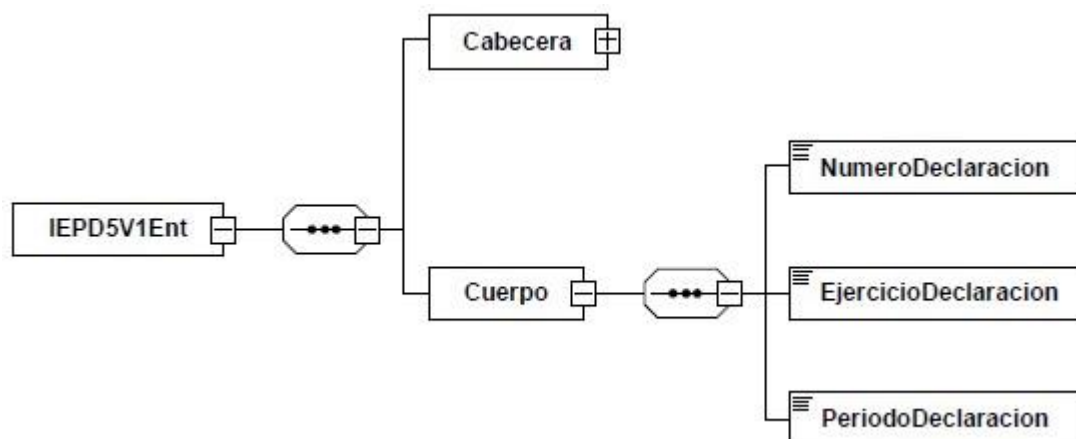 Cabecera
NumeroDeclaracion
IEPD5V1Ent
Cuerpo
EjercicioDeclaracion
PeriodoDeclaracion